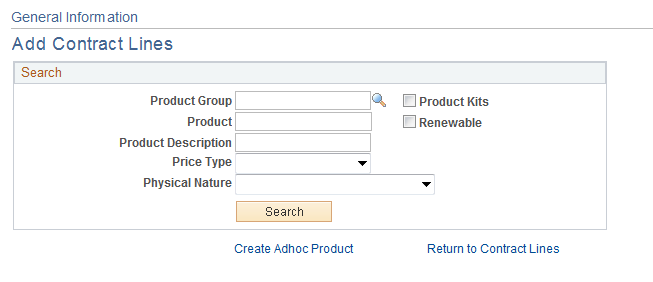 General Information
Add Contract Lines
Search
Product Group
Product Kits
Product
Renewable
Product Description
Price Type
Physical Nature
Search
Create Adhoc Product
Return to Contract Lines